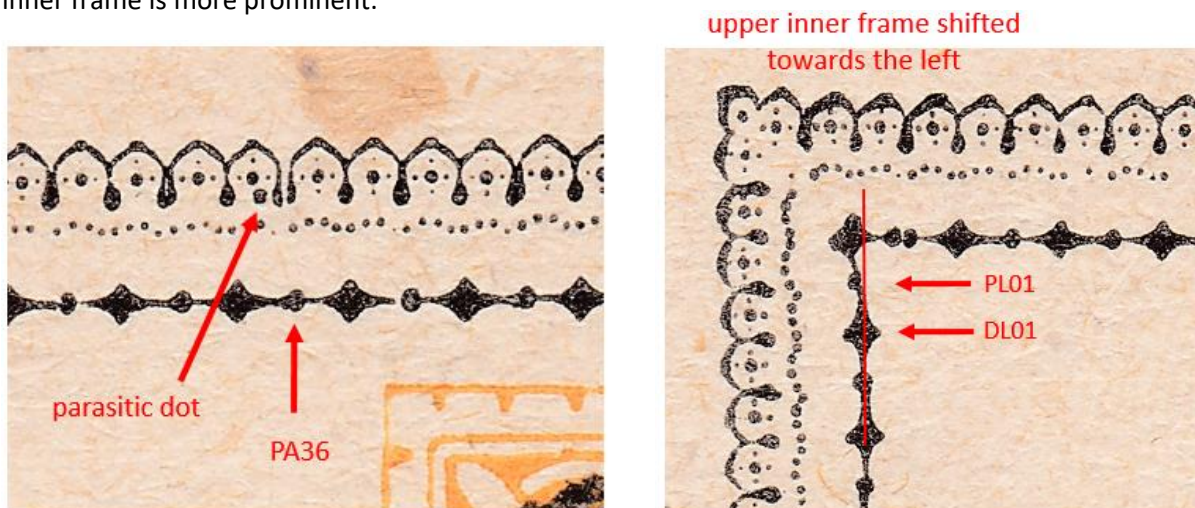 inner frame is more prominent.
upper inner frame shifted
towards the left
PL01
DL01
parasitic dot
PA36